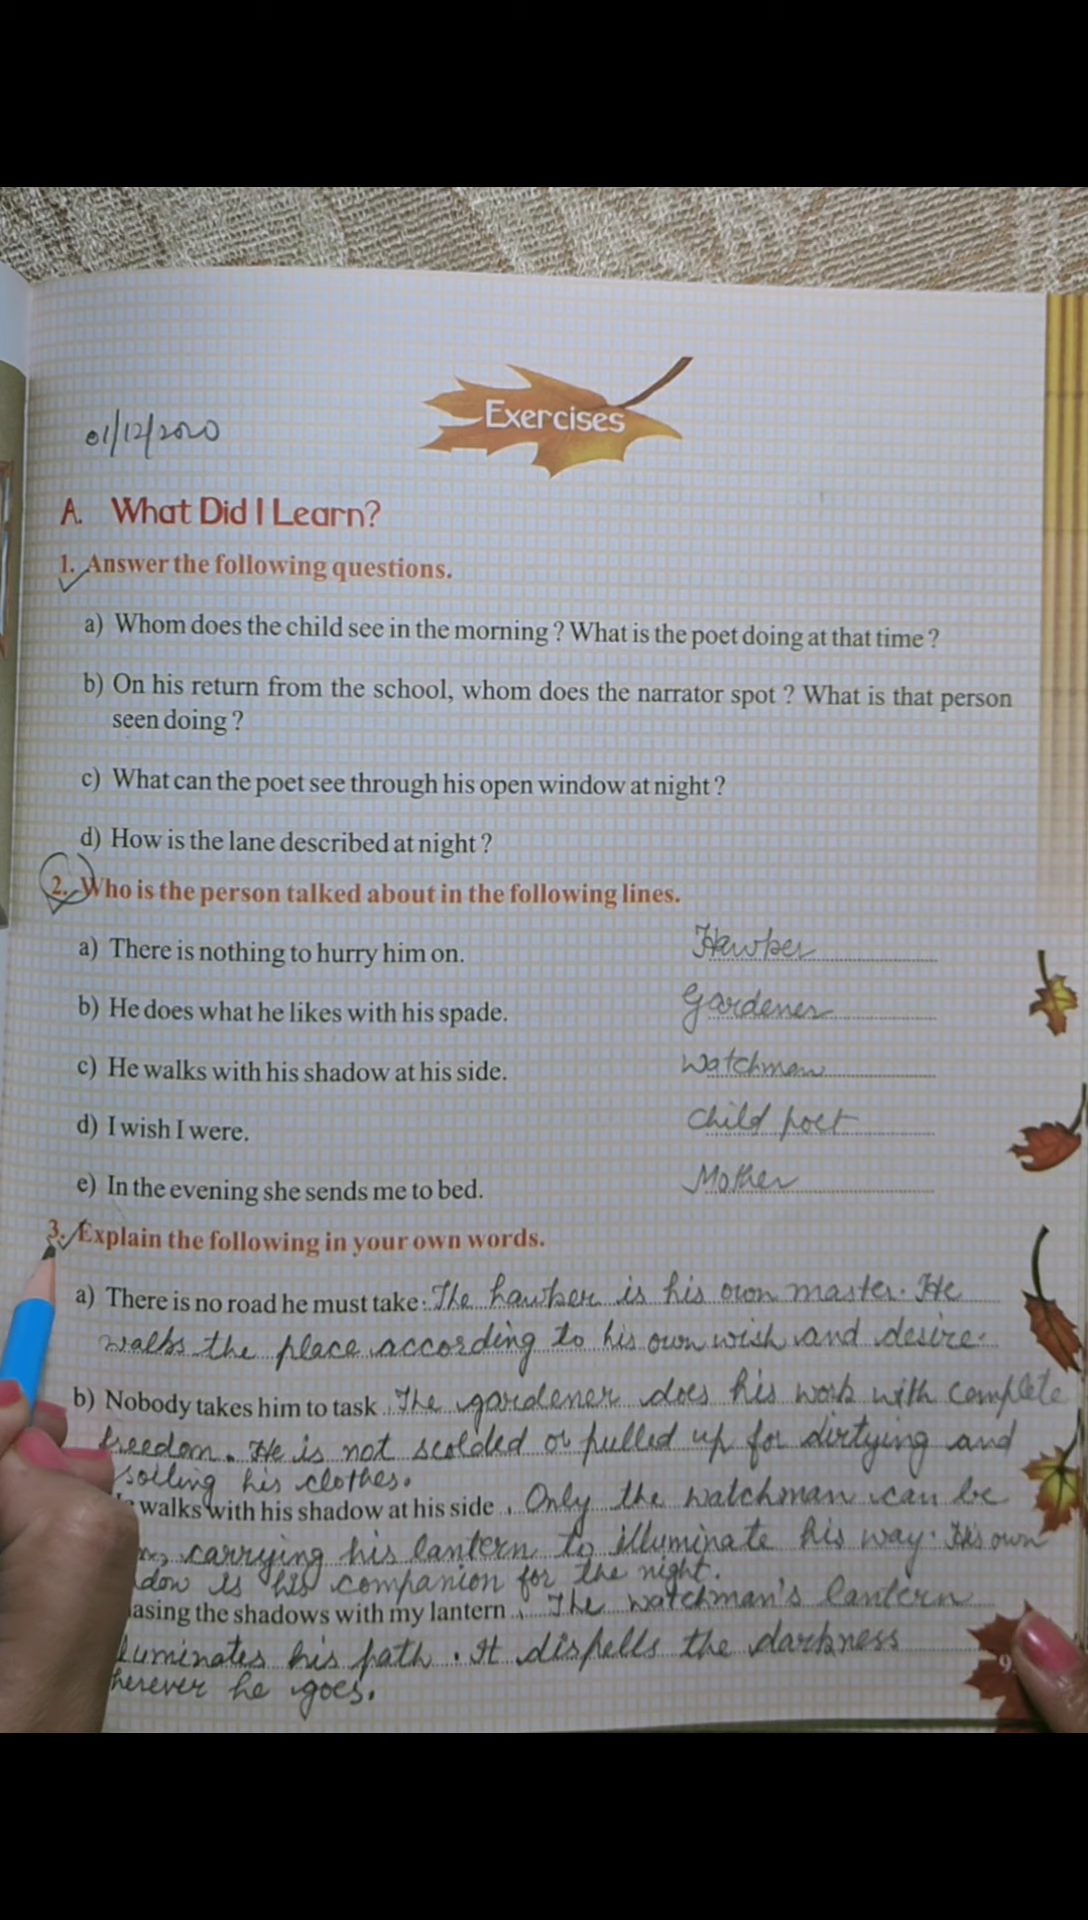 Exercises
01/12/2020
A. What Did I Learn?
1. Answer the following questions.
a) Whom does the child see in the morning ? What is the poet doing at that time ?
b) On his return from the school, whom does the narrator spot ? What is that person
seen doing ?
c) What can the poet see through his open window at night ?
d) How is the lane described at night ?
2. Who is the person talked about in the following lines.
a) There is nothing to hurry him on. Hawker
b) He does what he likes with his spade. Gardener
c) He walks with his shadow at his side. Watchman
d) I wish I were. Child poet
e) In the evening she sends me to bed. Mother
3. Explain the following in your own words.
a) There is no road he must take. The hawker is his own master. He
walks the place according to his own wish and desire.
b) Nobody takes him to task. The gardener does his work with complete
freedom. He is not scolded or pulled up for dirtying and
soiling his clothes.
walks with his shadow at his side. Only the watchman can be
carrying his lantern to illuminate his way. His own
dow is his companion for the night.
asing the shadows with my lantern. The watchman's lantern
luminates his path. It dispells the darkness
herever he goes.
9